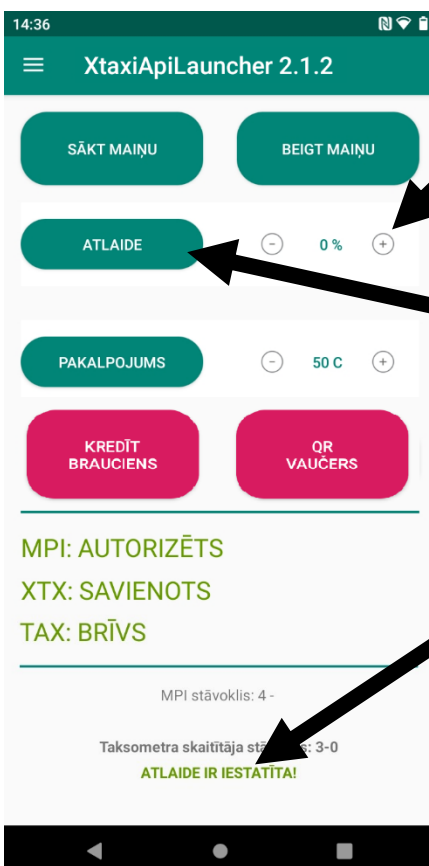 14:36
XtaxiApiLauncher 2.1.2
SĀKT MAIŅU
BEIGT MAIŅU
ATLAIDE
0 %
PAKALPOJUMS
50 C
KREDĪT
BRAUCIENS
QR
VAUČERS
MPI: AUTORIZĒTS
XTX: SAVIENOTS
TAX: BRĪVS
MPI stāvoklis: 4 -
Taksometra skaitītāja : 3-0
ATLAIDE IR IESTATĪTA!